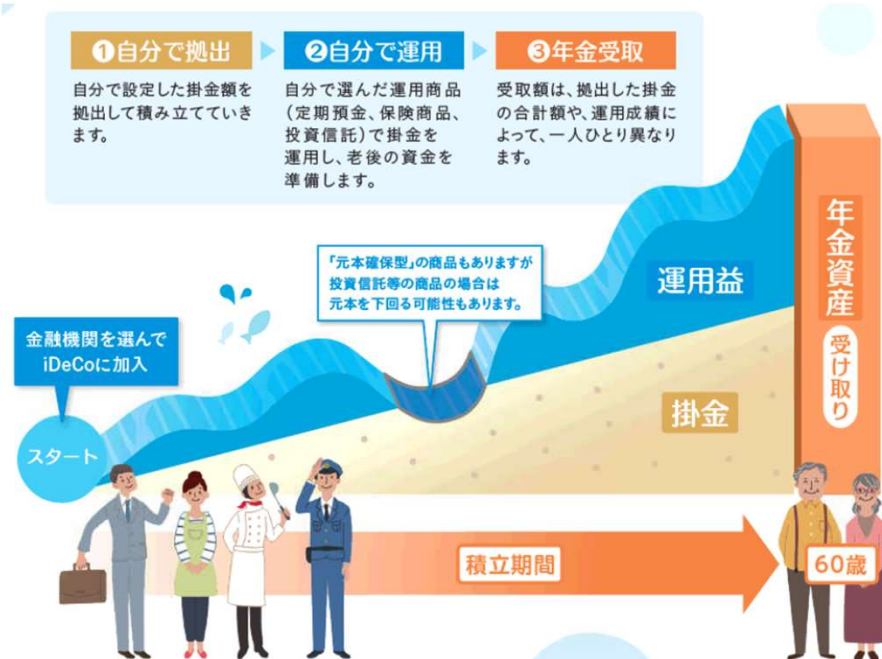 ❶自分で拠出
自分で設定した掛金額を
拠出して積み立てていき
ます。
❷自分で運用
自分で選んだ運用商品
(定期預金、保険商品、
投資信託)で掛金を
運用し、老後の資金を
準備します。
❸年金受取
受取額は、拠出した掛金
の合計額や、運用成績に
よって、一人ひとり異なり
ます。
「元本確保型」の商品もありますが
投資信託等の商品の場合は
元本を下回る可能性もあります。
金融機関を選んで
iDeCoに加入
スタート
運用益
掛金
年金資産
受け取り
積立期間
60歳